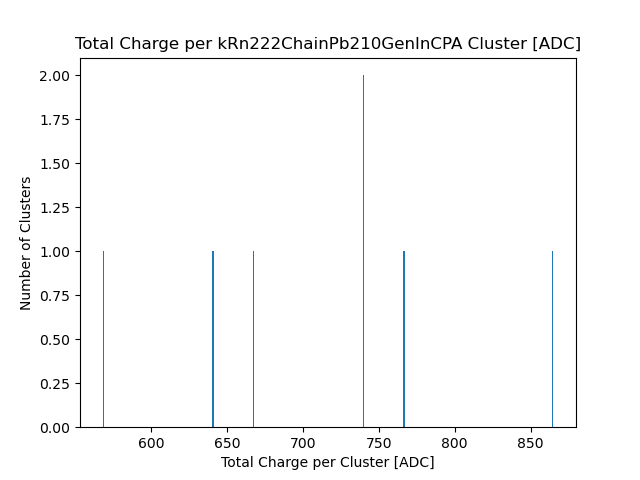 Total Charge per kRn222ChainPb210GenInCPA Cluster [ADC]
2.00
1.75
1.50
1.25
1.00
0.75
0.50
0.25
0.00
Number of Clusters
600 650 700 750 800 850
Total Charge per Cluster [ADC]